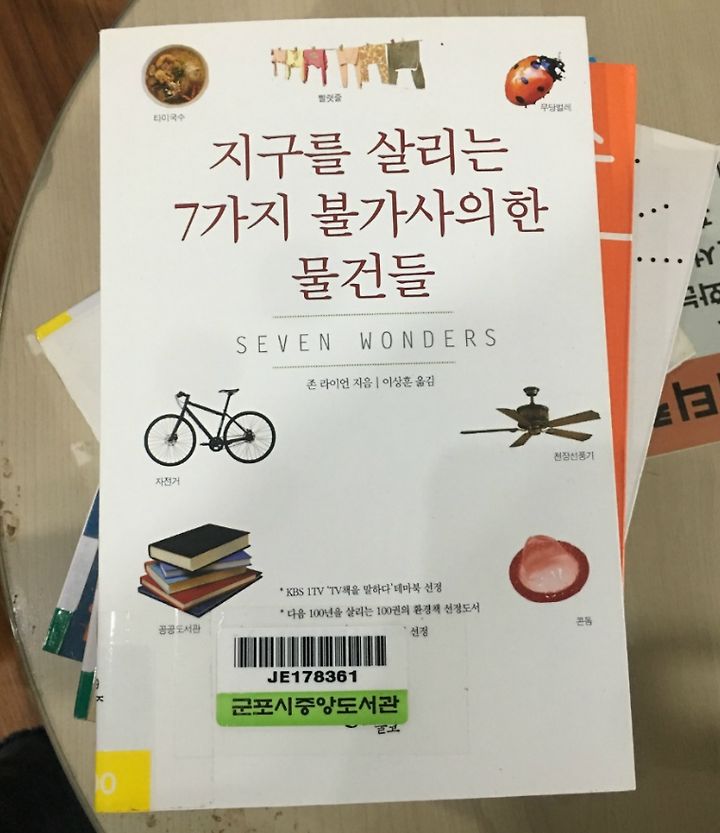 타이국수
빨랫줄
무당벌레
지구를 살리는
7가지 불가사의한
물건들
SEVEN WONDERS
존 라이언 지음 | 이상훈 옮김
자전거
천장선풍기
* KBS 1TV 'TV책을 말하다' 테마북 선정
* 다음 100년을 살리는 100권의 환경책 선정도서
선정
공공도서관
콘돔
JE178361
군포시중앙도서관